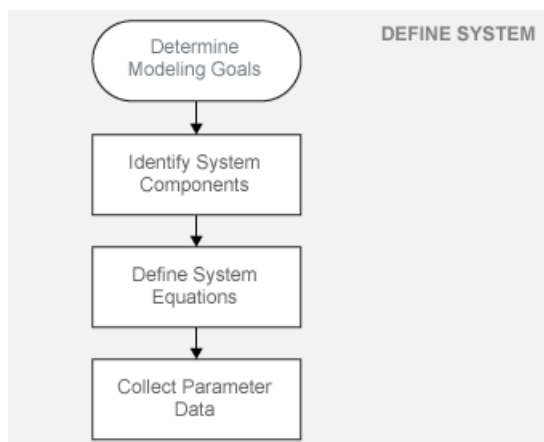 DEFINE SYSTEM
Determine
Modeling Goals
Identify System
Components
Define System
Equations
Collect Parameter
Data